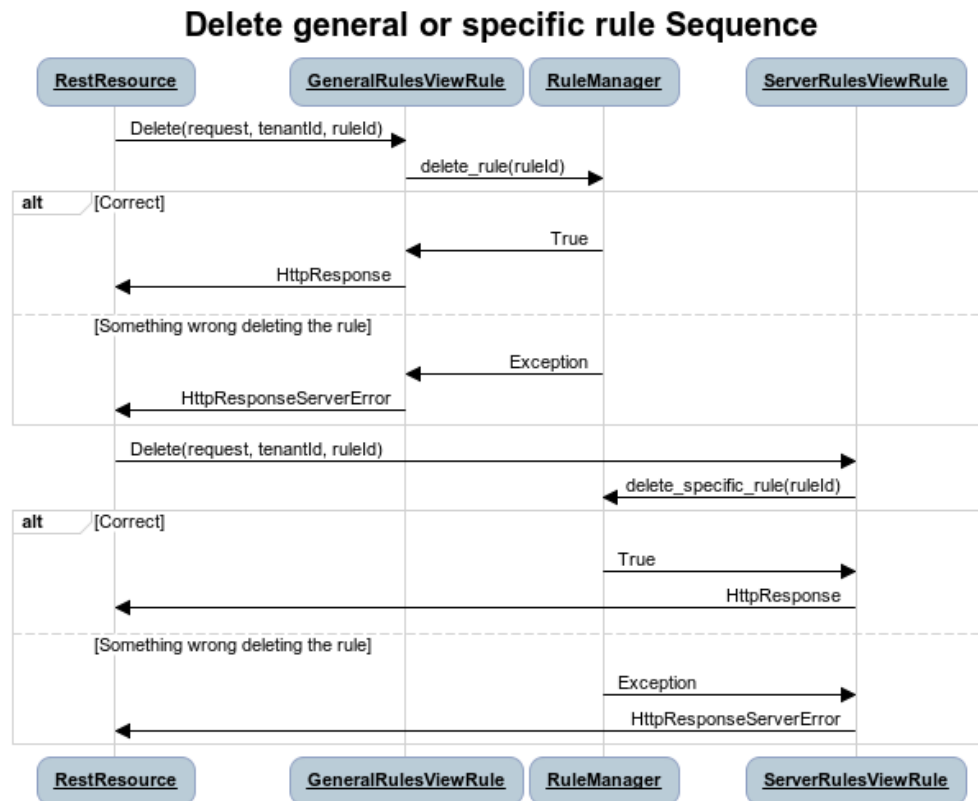 Delete general or specific rule Sequence
RestResource GeneralRulesViewRule RuleManager ServerRulesViewRule
Delete(request, tenantId, ruleId)
delete_rule(ruleId)
alt [Correct]
True
HttpResponse
[Something wrong deleting the rule]
Exception
HttpResponseServerError
Delete(request, tenantId, ruleId)
delete_specific_rule(ruleId)
alt [Correct]
True
HttpResponse
[Something wrong deleting the rule]
Exception
HttpResponseServerError
RestResource GeneralRulesViewRule RuleManager ServerRulesViewRule